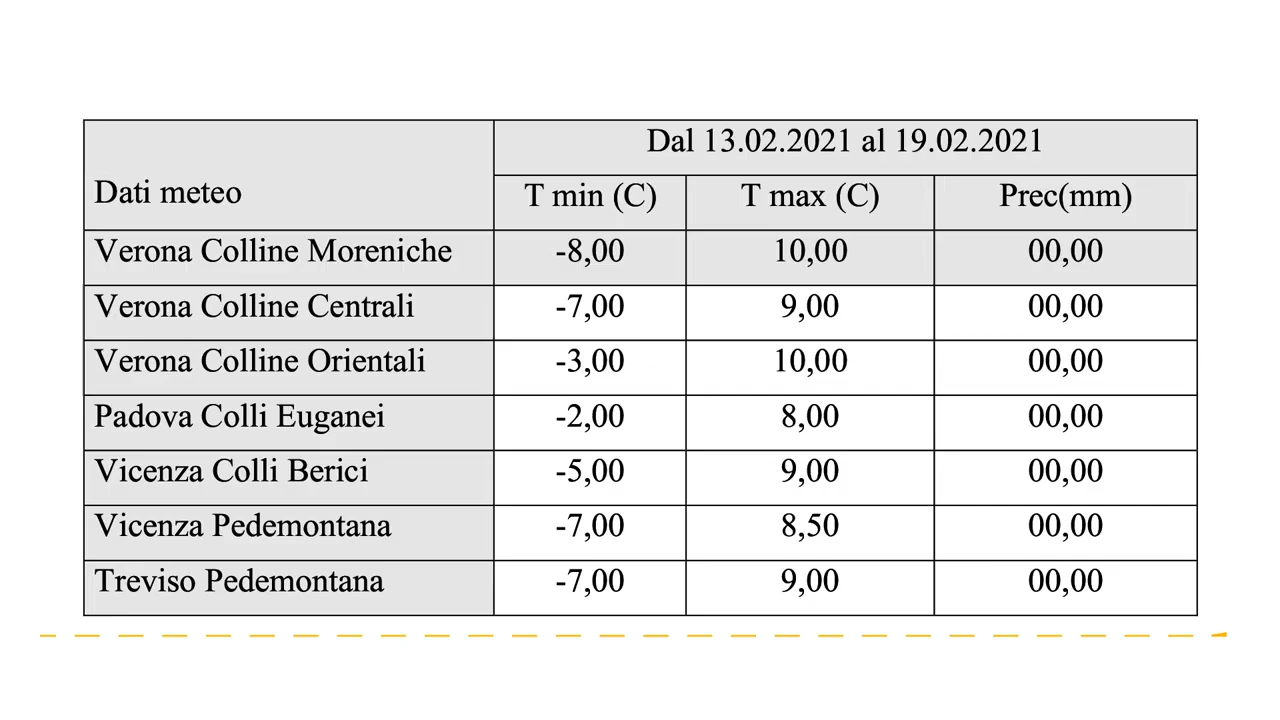 Dati meteo Dal 13.02.2021 al 19.02.2021
T min (C) T max (C) Prec(mm)
Verona Colline Moreniche -8,00 10,00 00,00
Verona Colline Centrali -7,00 9,00 00,00
Verona Colline Orientali -3,00 10,00 00,00
Padova Colli Euganei -2,00 8,00 00,00
Vicenza Colli Berici -5,00 9,00 00,00
Vicenza Pedemontana -7,00 8,50 00,00
Treviso Pedemontana -7,00 9,00 00,00